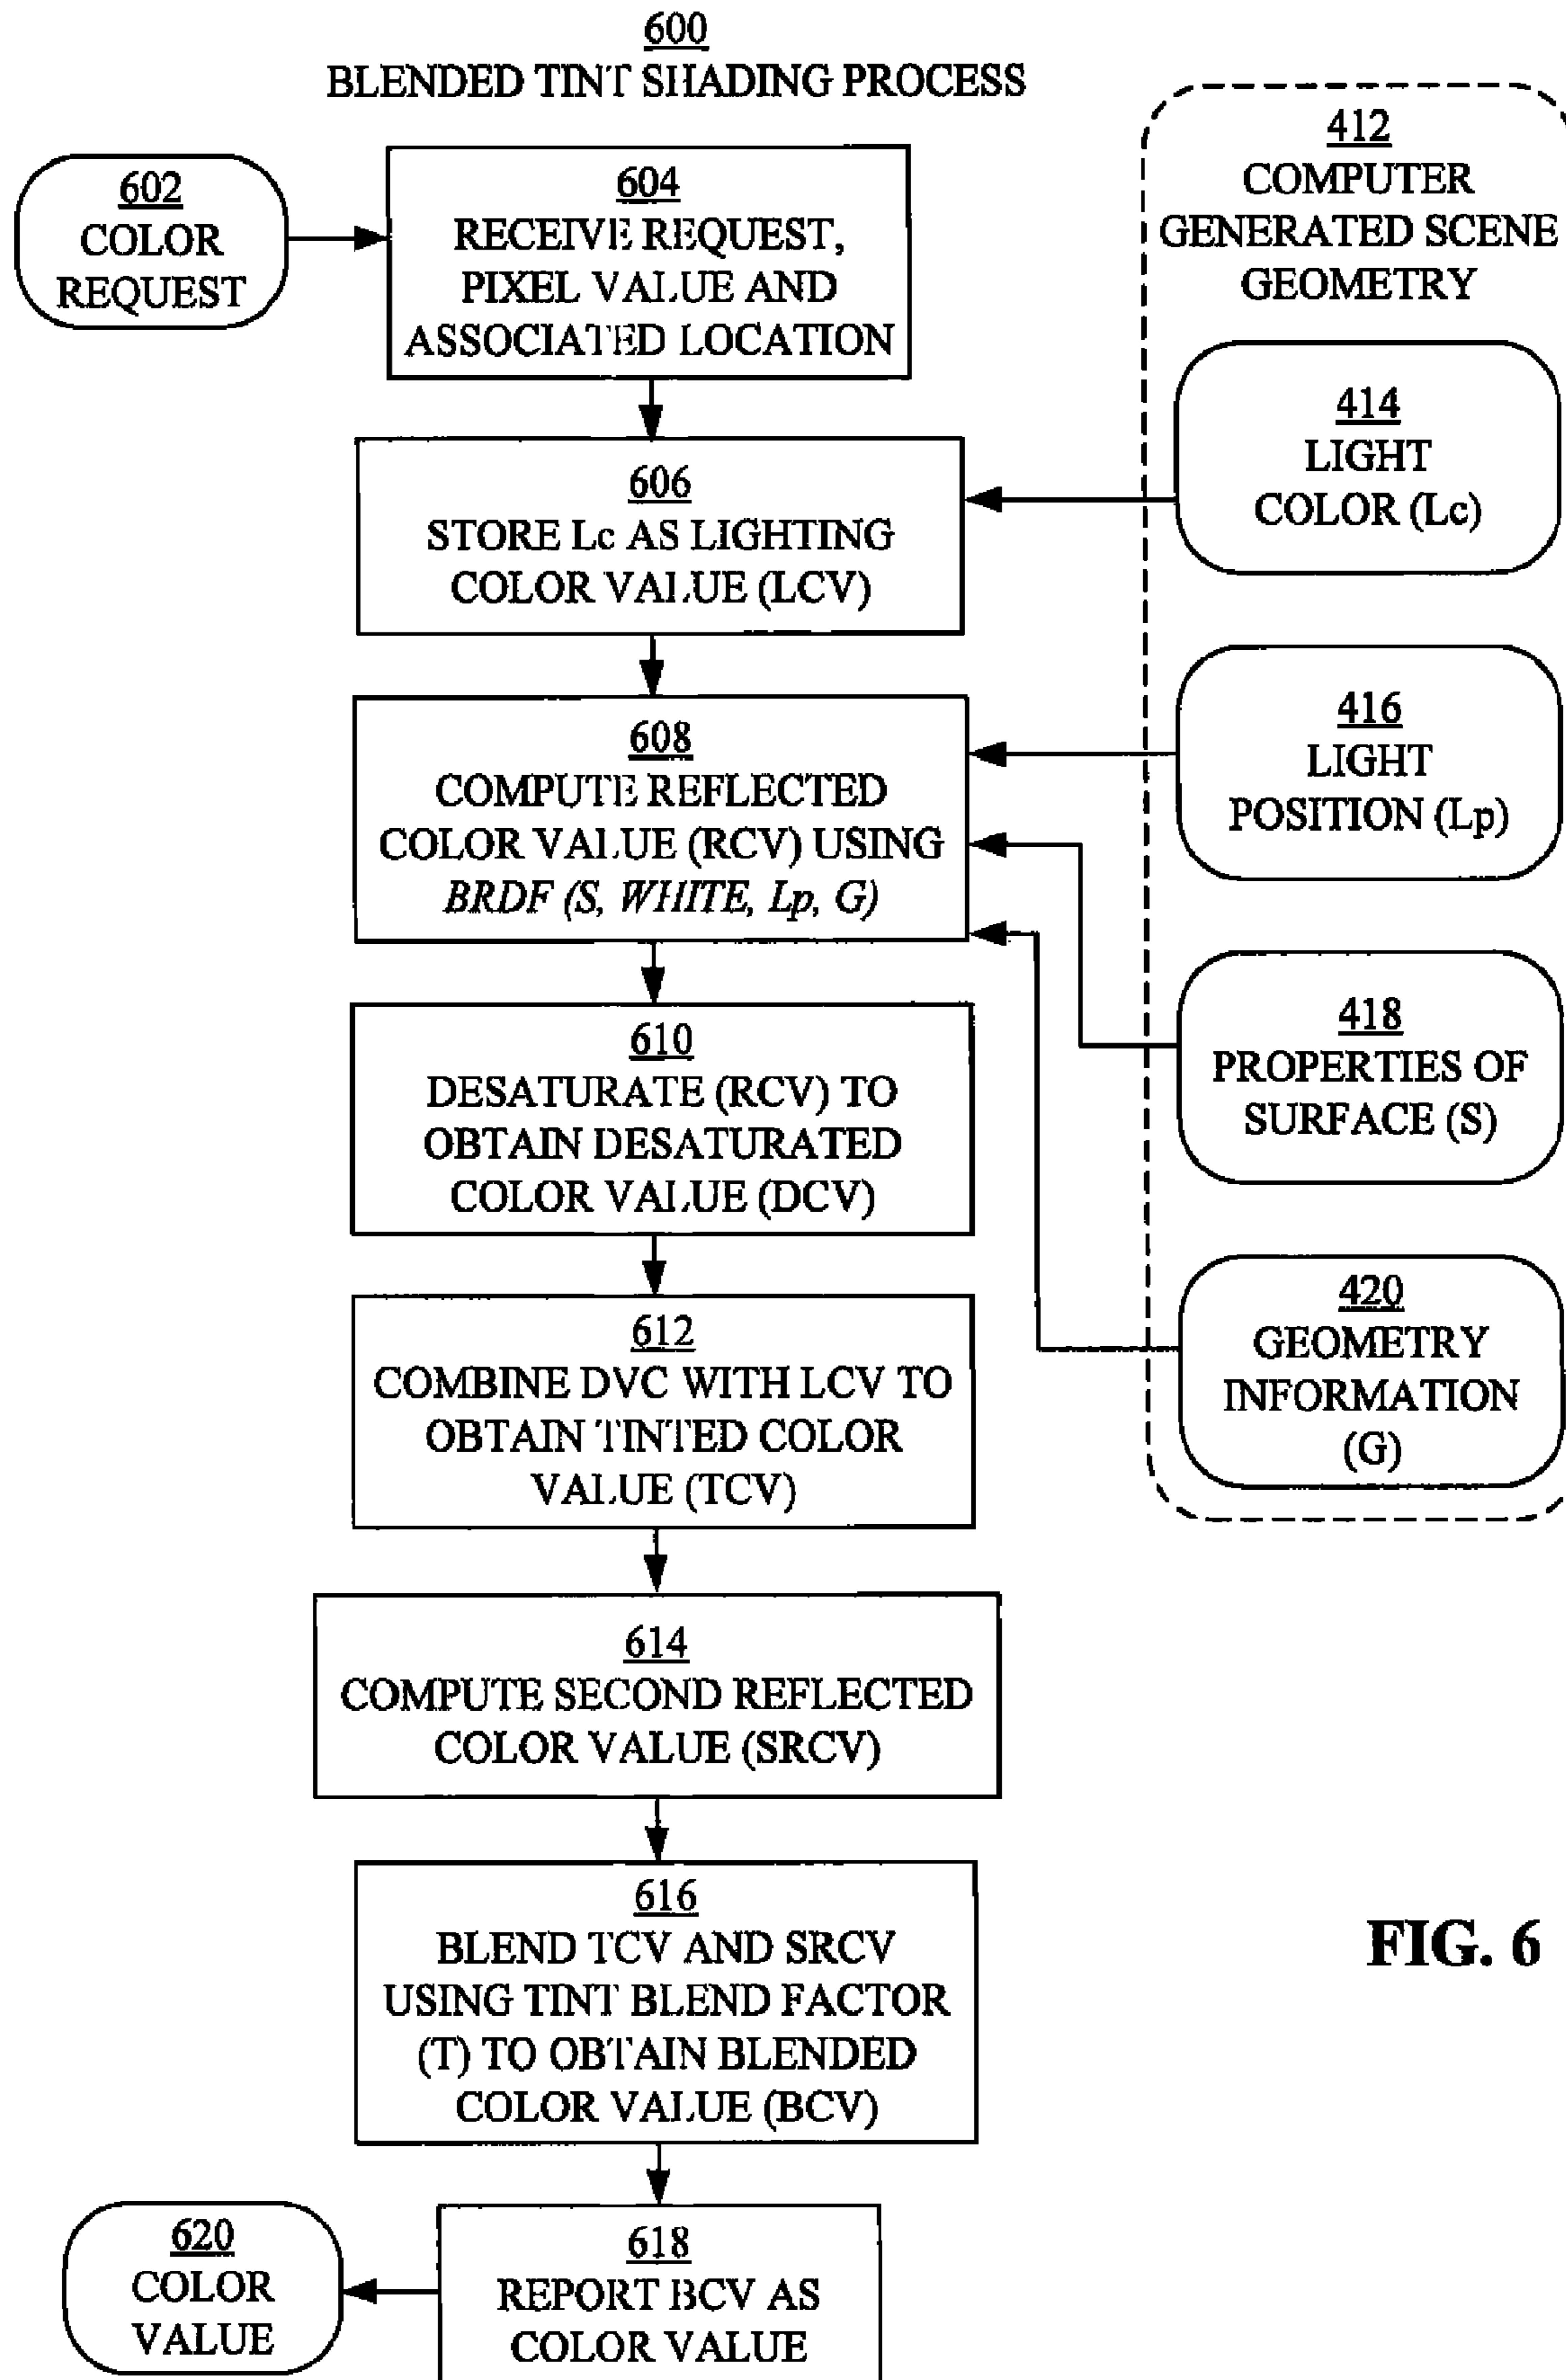 600
BLENDED TINT SHADING PROCESS
602
COLOR
REQUEST
604
RECEIVE REQUEST,
PIXEL VALUE AND
ASSOCIATED LOCATION
606
STORE Lc AS LIGHTING
COLOR VALUE (LCV)
608
COMPUTE REFLECTED
COLOR VALUE (RCV) USING
BRDF (S, WHITE, Lp, G)
610
DESATURATE (RCV) TO
OBTAIN DESATURATED
COLOR VALUE (DCV)
612
COMBINE DVC WITH LCV TO
OBTAIN TINTED COLOR
VALUE (TCV)
614
COMPUTE SECOND REFLECTED
COLOR VALUE (SRCV)
616
BLEND TCV AND SRCV
USING TINT BLEND FACTOR
(T) TO OBTAIN BLENDED
COLOR VALUE (BCV)
618
REPORT BCV AS
COLOR VALUE
620
COLOR
VALUE
412
COMPUTER
GENERATED SCENE
GEOMETRY
414
LIGHT
COLOR (Lc)
416
LIGHT
POSITION (Lp)
418
PROPERTIES OF
SURFACE (S)
420
GEOMETRY
INFORMATION
(G)
FIG. 6